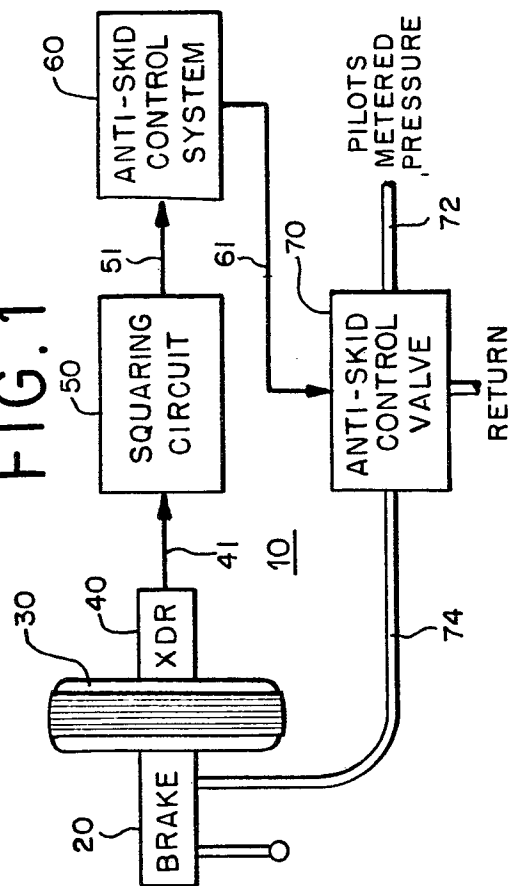 FIG.1
60
ANTI-SKID
CONTROL
SYSTEM
51
50
SQUARING
CIRCUIT
41
10
40
XDR
30
20
BRAKE
61
70
ANTI-SKID
CONTROL
VALVE
PILOTS
METERED
PRESSURE
72
RETURN
74